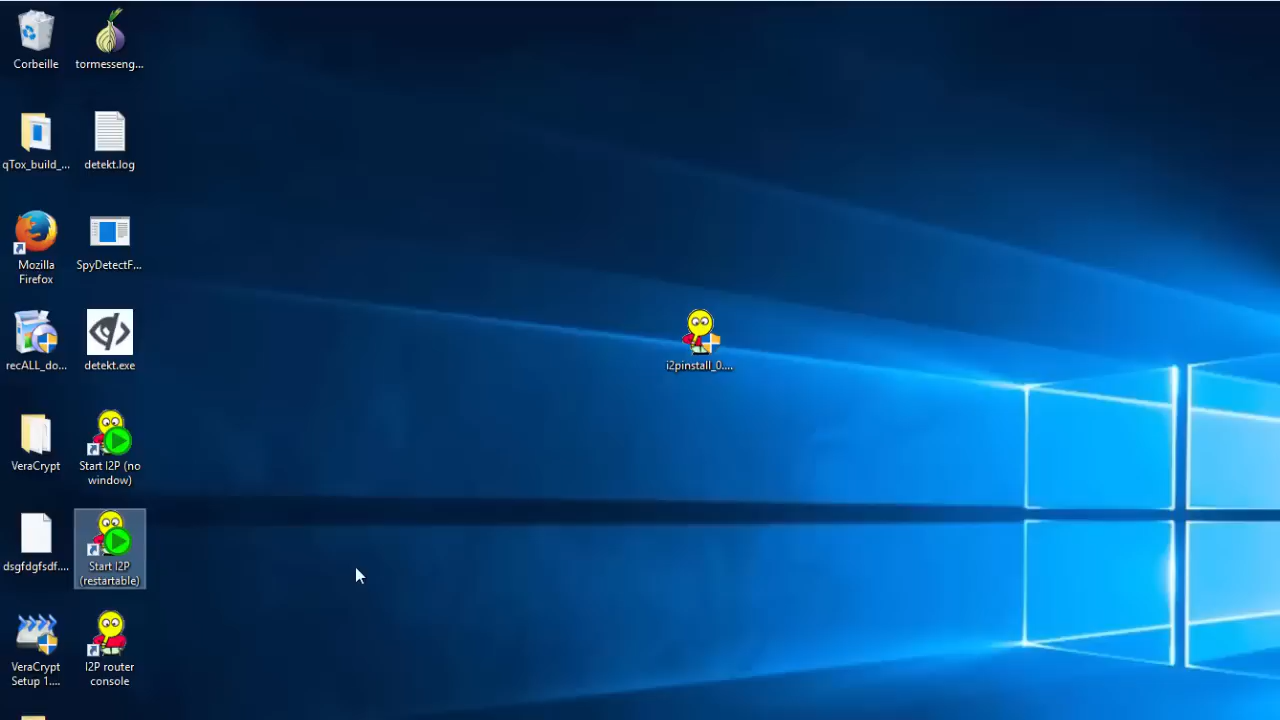 Corbeille
tormesseng...
qTox_build_...
detekt.log
Mozilla
Firefox
SpyDetectF...
recALL_do...
detekt.exe
i2pinstall_0....
VeraCrypt
Start I2P (no
window)
dsgfdgfsdf....
Start I2P
(restartable)
VeraCrypt
Setup 1....
I2P router
console